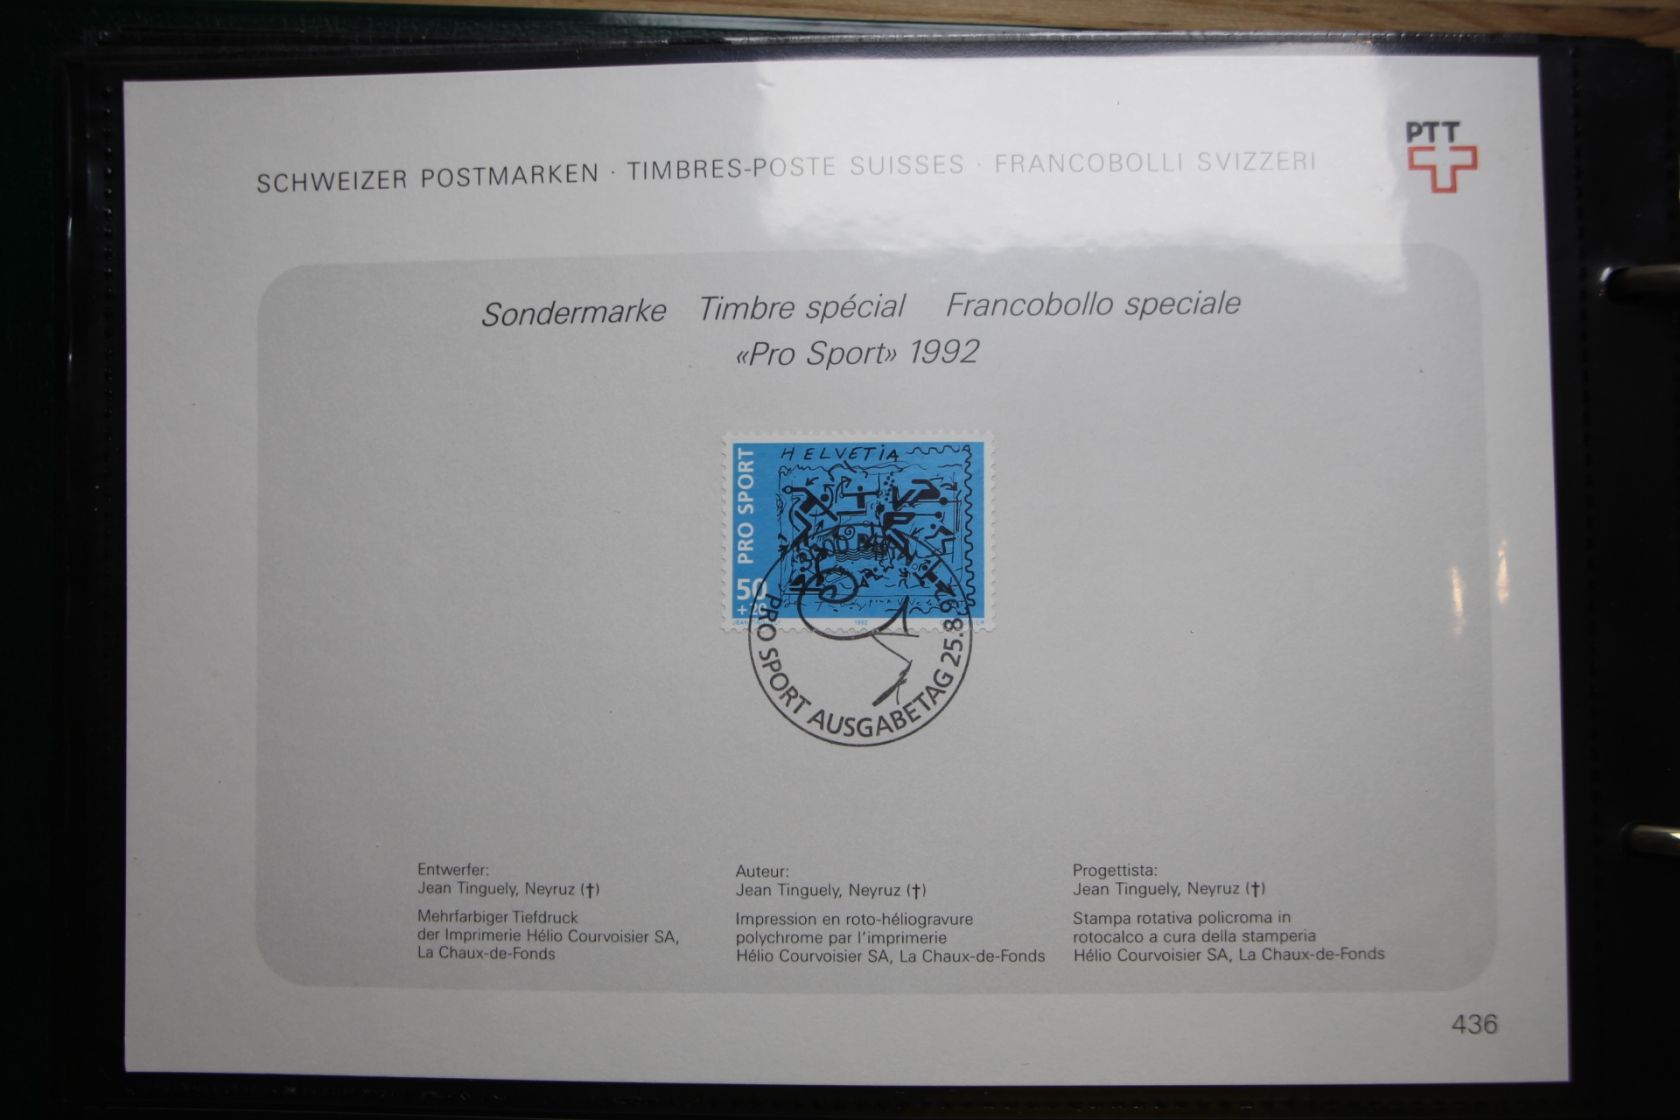 PTT
SCHWEIZER POSTMARKEN · TIMBRES-POSTE SUISSES · FRANCOBOLLI SVIZZERI
Sondermarke Timbre spécial Francobollo speciale
«Pro Sport» 1992
HELVETIA
PRO SPORT
50
1992
PRO SPORT AUSGABETAG 25.8.92
Entwerfer:
Jean Tinguely, Neyruz (†)
Mehrfarbiger Tiefdruck
der Imprimerie Hélio Courvoisier SA,
La Chaux-de-Fonds
Auteur:
Jean Tinguely, Neyruz (†)
Impression en roto-héliogravure
polychrome par l'imprimerie
Hélio Courvoisier SA, La Chaux-de-Fonds
Progettista:
Jean Tinguely, Neyruz (†)
Stampa rotativa policroma in
rotocalco a cura della stamperia
Hélio Courvoisier SA, La Chaux-de-Fonds
436